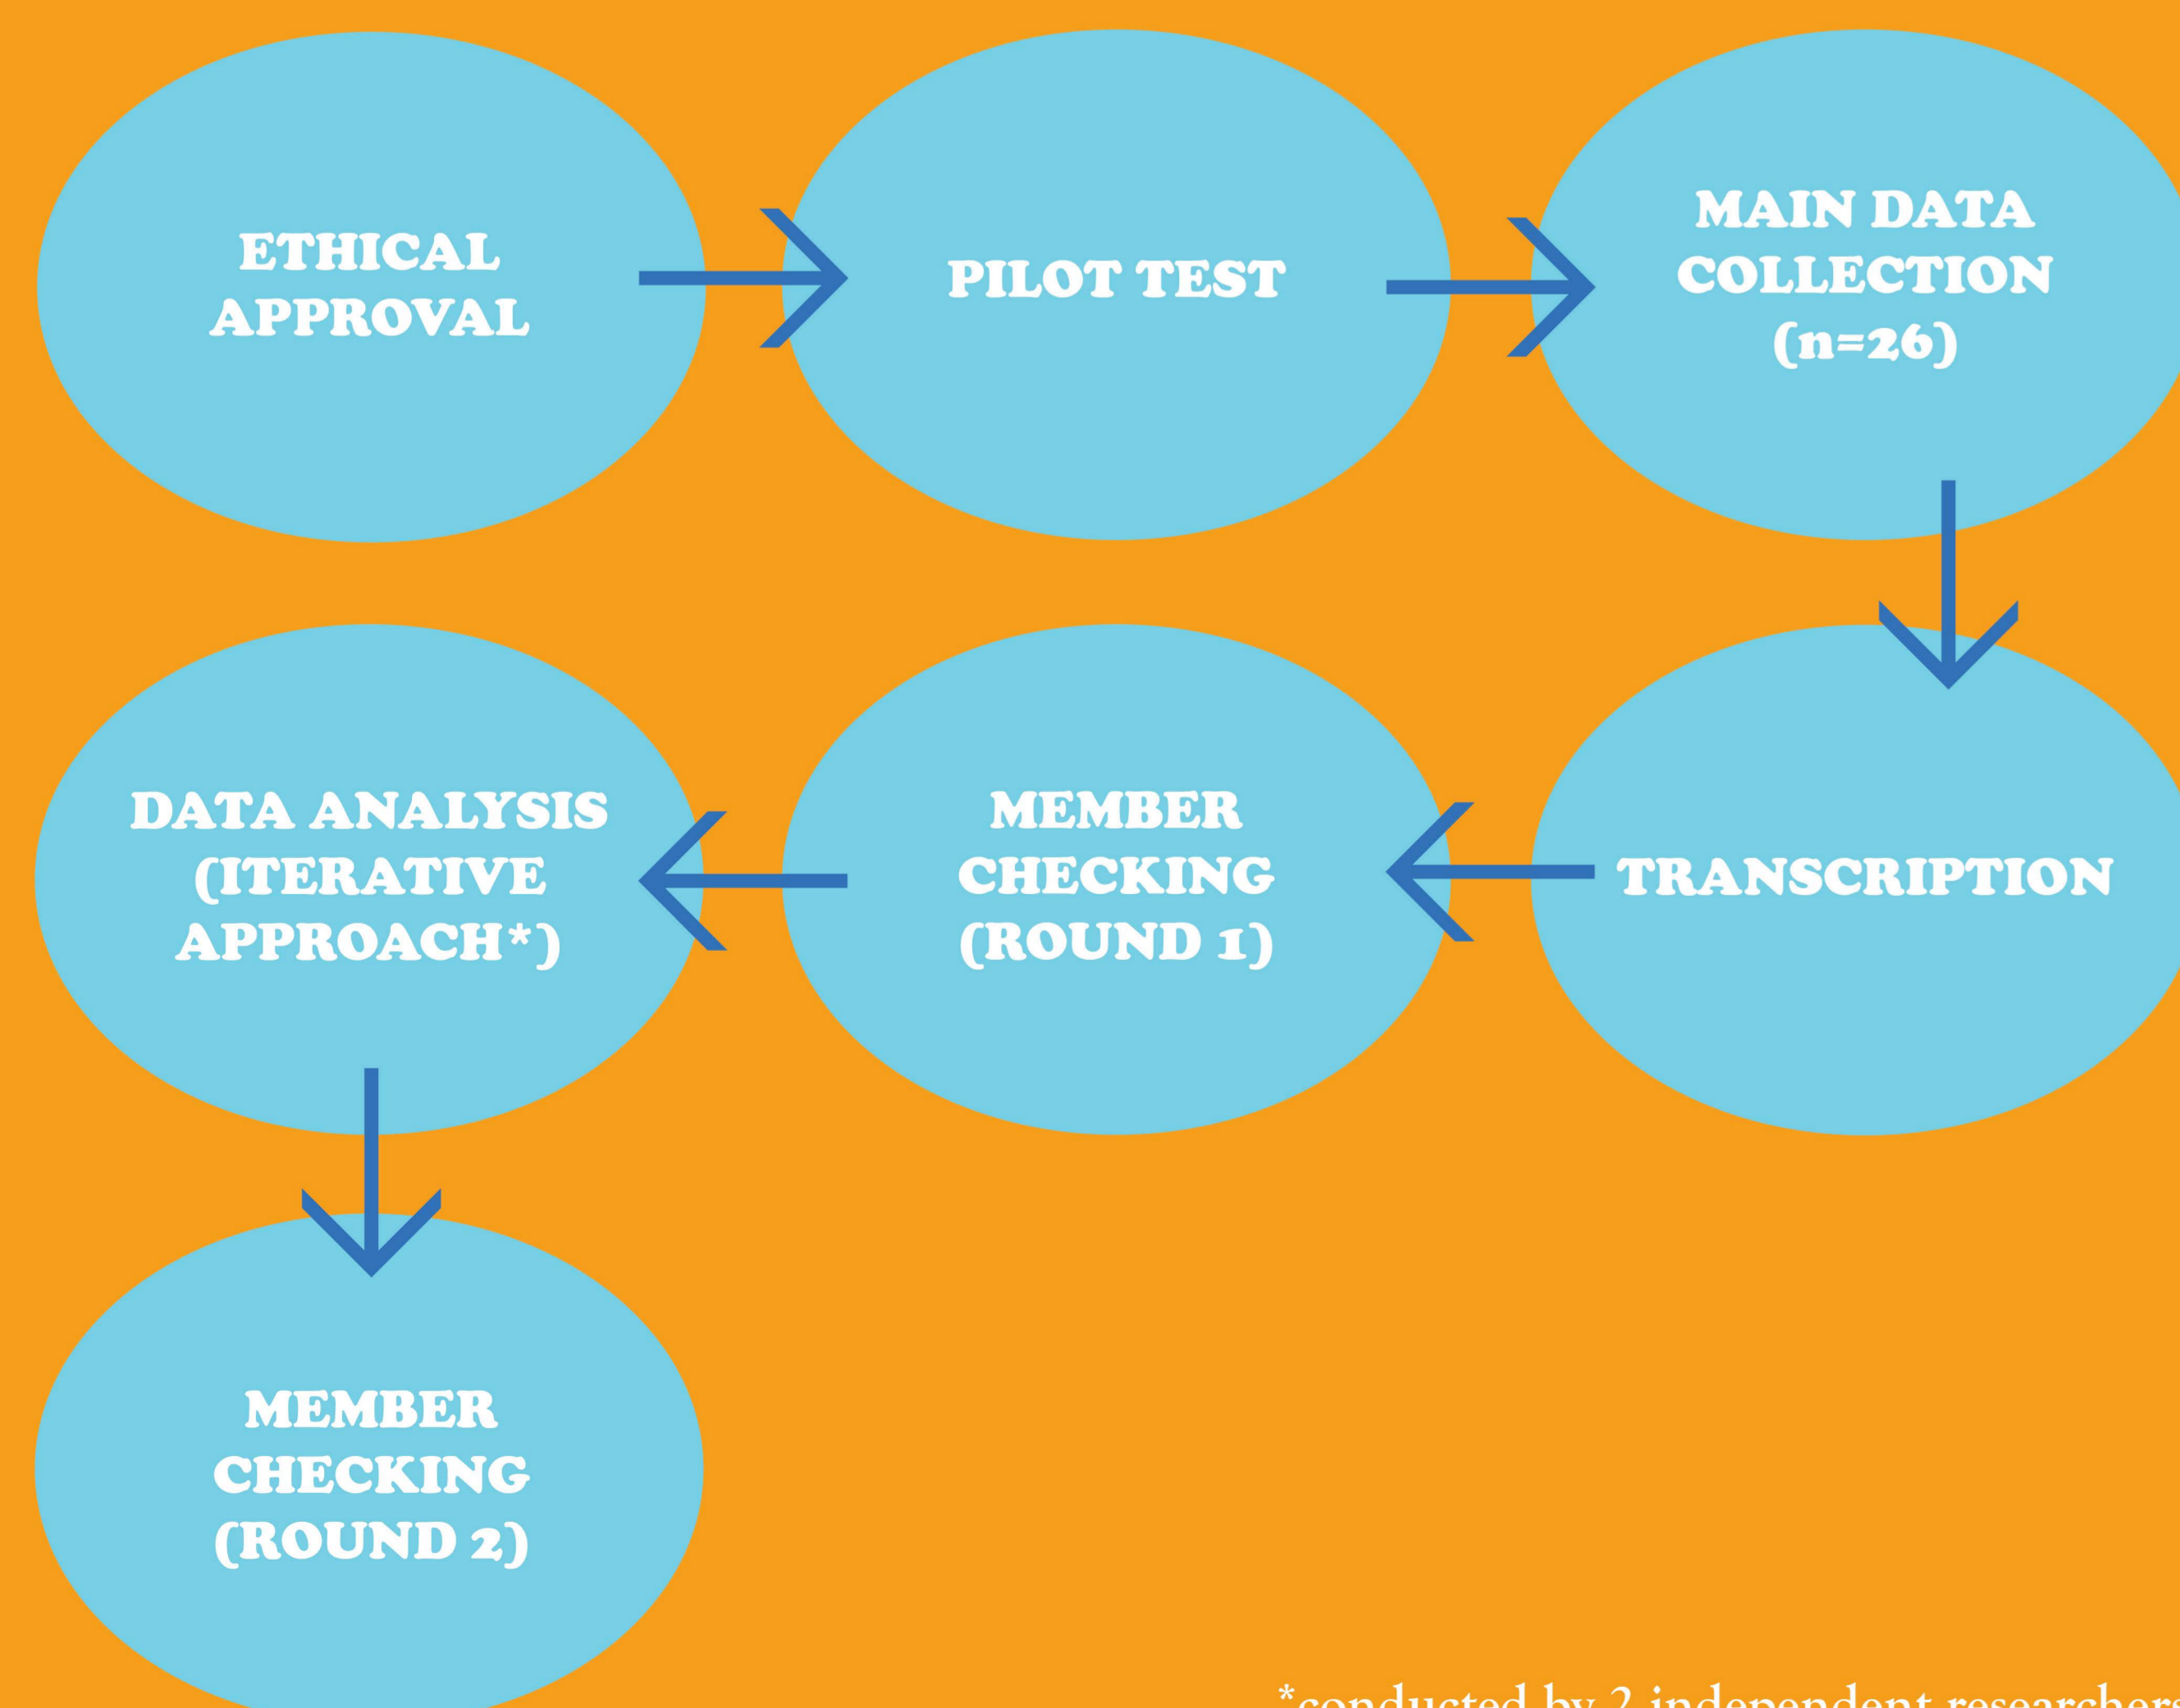 ETHICAL
APPROVAL
PILOT TEST
MAIN DATA
COLLECTION
(n=26)
TRANSCRIPTION
MEMBER
CHECKING
(ROUND 1)
DATA ANALYSIS
(ITERATIVE
APPROACH*)
MEMBER
CHECKING
(ROUND 2)
*conducted by 2 independent researchers